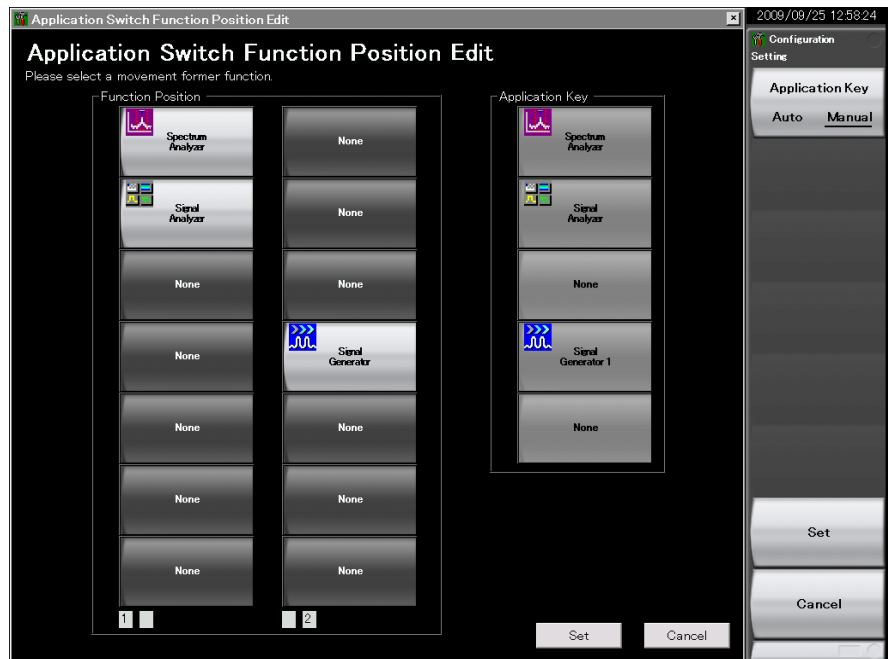 Application Switch Function Position Edit
2009/09/25 12:58:24
Application Switch Function Position Edit
Please select a movement former function.
Function Position
Spectrum
Analyzer
Signal
Analyzer
None
None
None
None
None
None
None
None
Signal
Generator
None
None
None
1
2
Application Key
Spectrum
Analyzer
Signal
Analyzer
None
Signal
Generator 1
None
Set
Cancel
Configuration
Setting
Application Key
Auto Manual
Set
Cancel